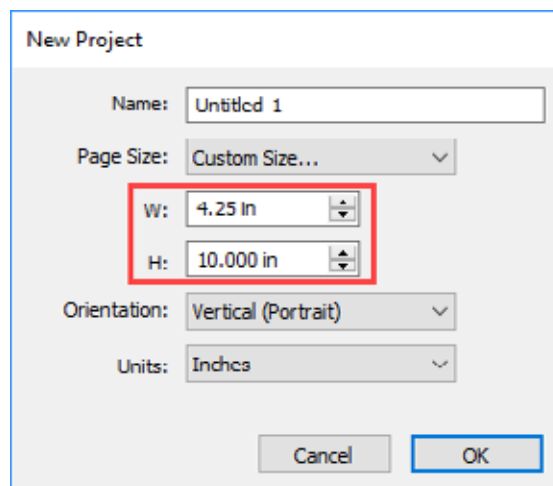 New Project
Name: Untitled 1
Page Size: Custom Size...
W: 4.25 in
H: 10.000 in
Orientation: Vertical (Portrait)
Units: Inches
Cancel OK